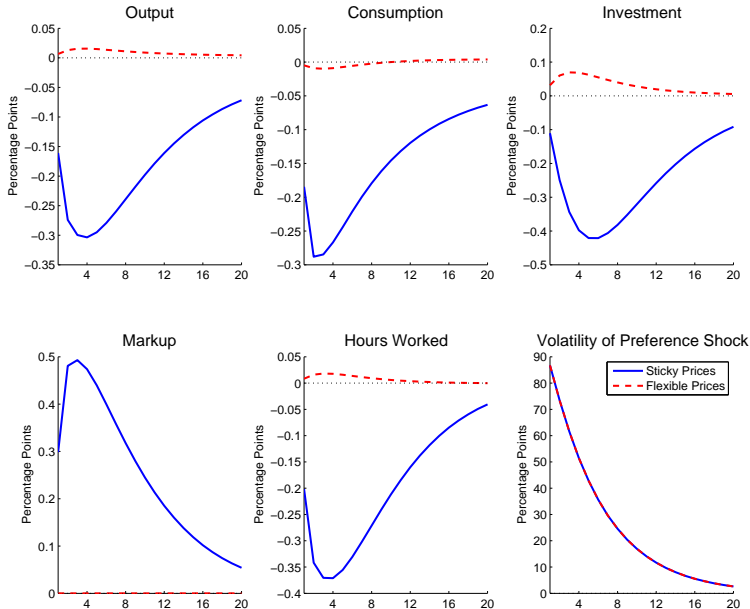 Output
Consumption
Investment
Percentage Points
0.05
0
−0.05
−0.1
−0.15
−0.2
−0.25
−0.3
−0.35
4 8 12 16 20
Percentage Points
0.05
0
−0.05
−0.1
−0.15
−0.2
−0.25
−0.3
4 8 12 16 20
Percentage Points
0.2
0.1
0
−0.1
−0.2
−0.3
−0.4
−0.5
4 8 12 16 20
Markup
Hours Worked
Volatility of Preference Shock
Percentage Points
0.5
0.4
0.3
0.2
0.1
0
4 8 12 16 20
Percentage Points
0.05
0
−0.05
−0.1
−0.15
−0.2
−0.25
−0.3
−0.35
−0.4
4 8 12 16 20
Percentage Points
90
80
70
60
50
40
30
20
10
0
4 8 12 16 20
Sticky Prices
Flexible Prices